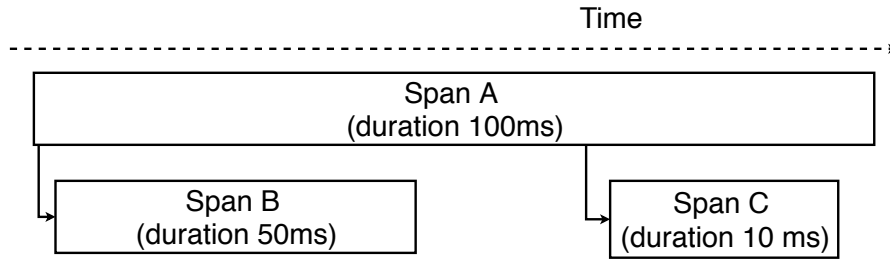 Time
Span A
(duration 100ms)
Span B
(duration 50ms)
Span C
(duration 10 ms)